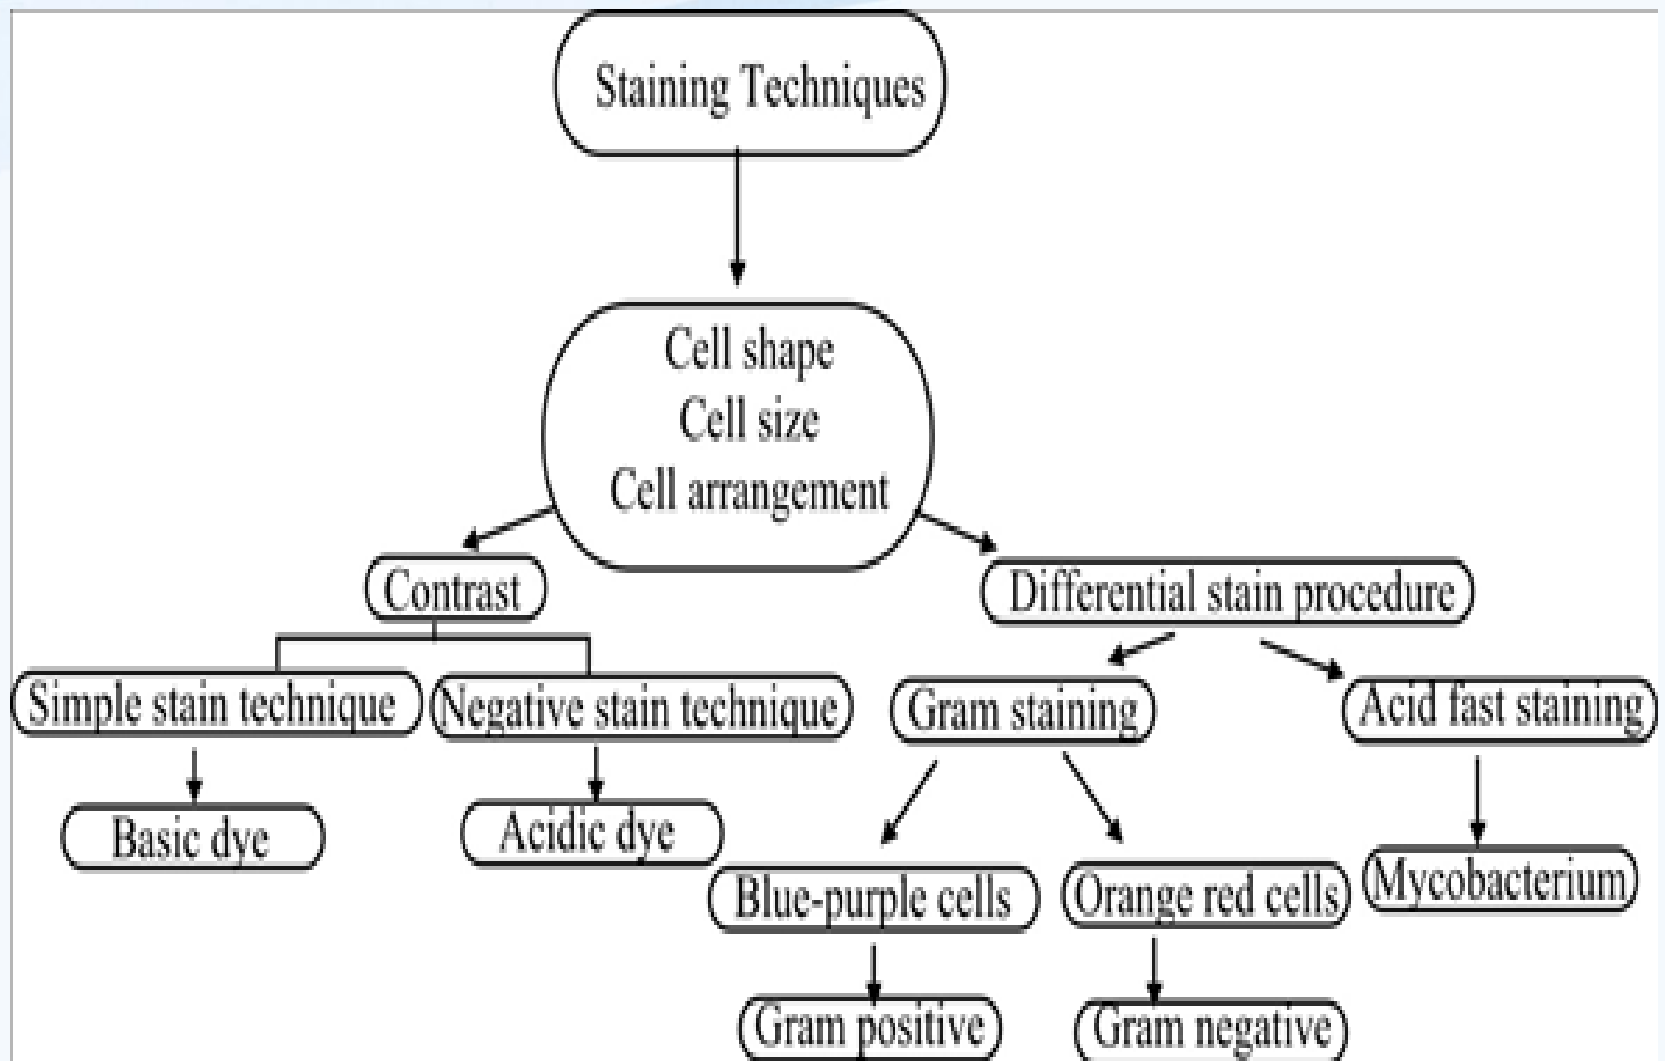 Staining Techniques
Cell shape
Cell size
Cell arrangement
Contrast
Differential stain procedure
Simple stain technique
Negative stain technique
Gram staining
Acid fast staining
Basic dye
Acidic dye
Blue-purple cells
Orange red cells
Mycobacterium
Gram positive
Gram negative